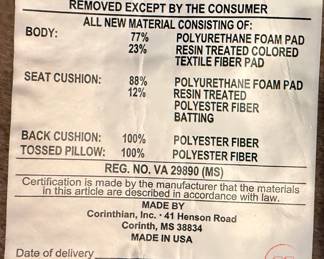 REMOVED EXCEPT BY THE CONSUMER
ALL NEW MATERIAL CONSISTING OF:
BODY: 77% POLYURETHANE FOAM PAD
23% RESIN TREATED COLORED
TEXTILE FIBER PAD
SEAT CUSHION: 88% POLYURETHANE FOAM PAD
12% RESIN TREATED
POLYESTER FIBER
BATTING
BACK CUSHION: 100% POLYESTER FIBER
TOSSED PILLOW: 100% POLYESTER FIBER
REG. NO. VA 29890 (MS)
Certification is made by the manufacturer that the materials
in this article are described in accordance with law.
MADE BY
Corinthian, Inc. · 41 Henson Road
Corinth, MS 38834
MADE IN USA
Date of delivery